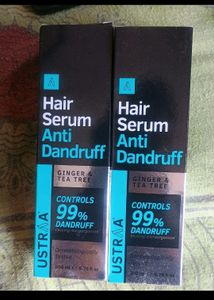 Hair
Serum
Anti
Dandruff
GINGER &
TEA TREE
CONTROLS
99%
DANDRUFF
USTRAA
Hair
Serum
Anti
Dandruff
GINGER &
TEA TREE
CONTROLS
99%
DANDRUFF
USTRAA